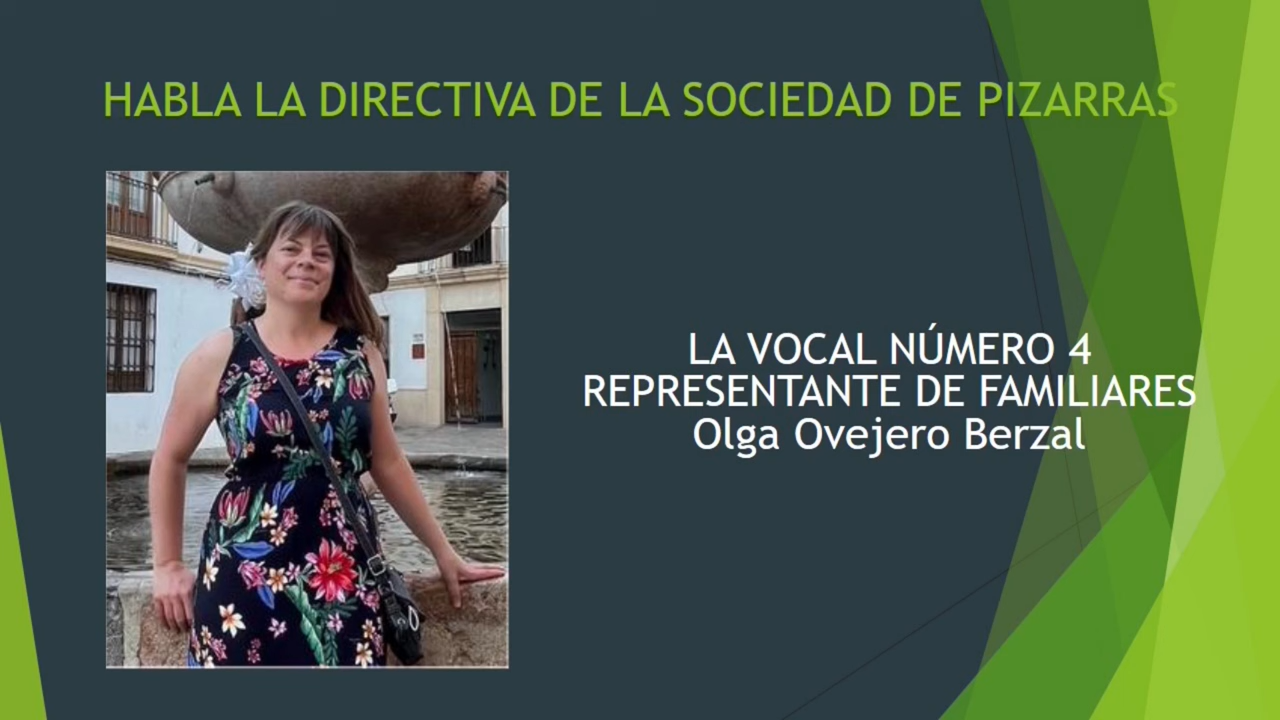 HABLA LA DIRECTIVA DE LA SOCIEDAD DE PIZARRAS
LA VOCAL NÚMERO 4
REPRESENTANTE DE FAMILIARES
Olga Ovejero Berzal